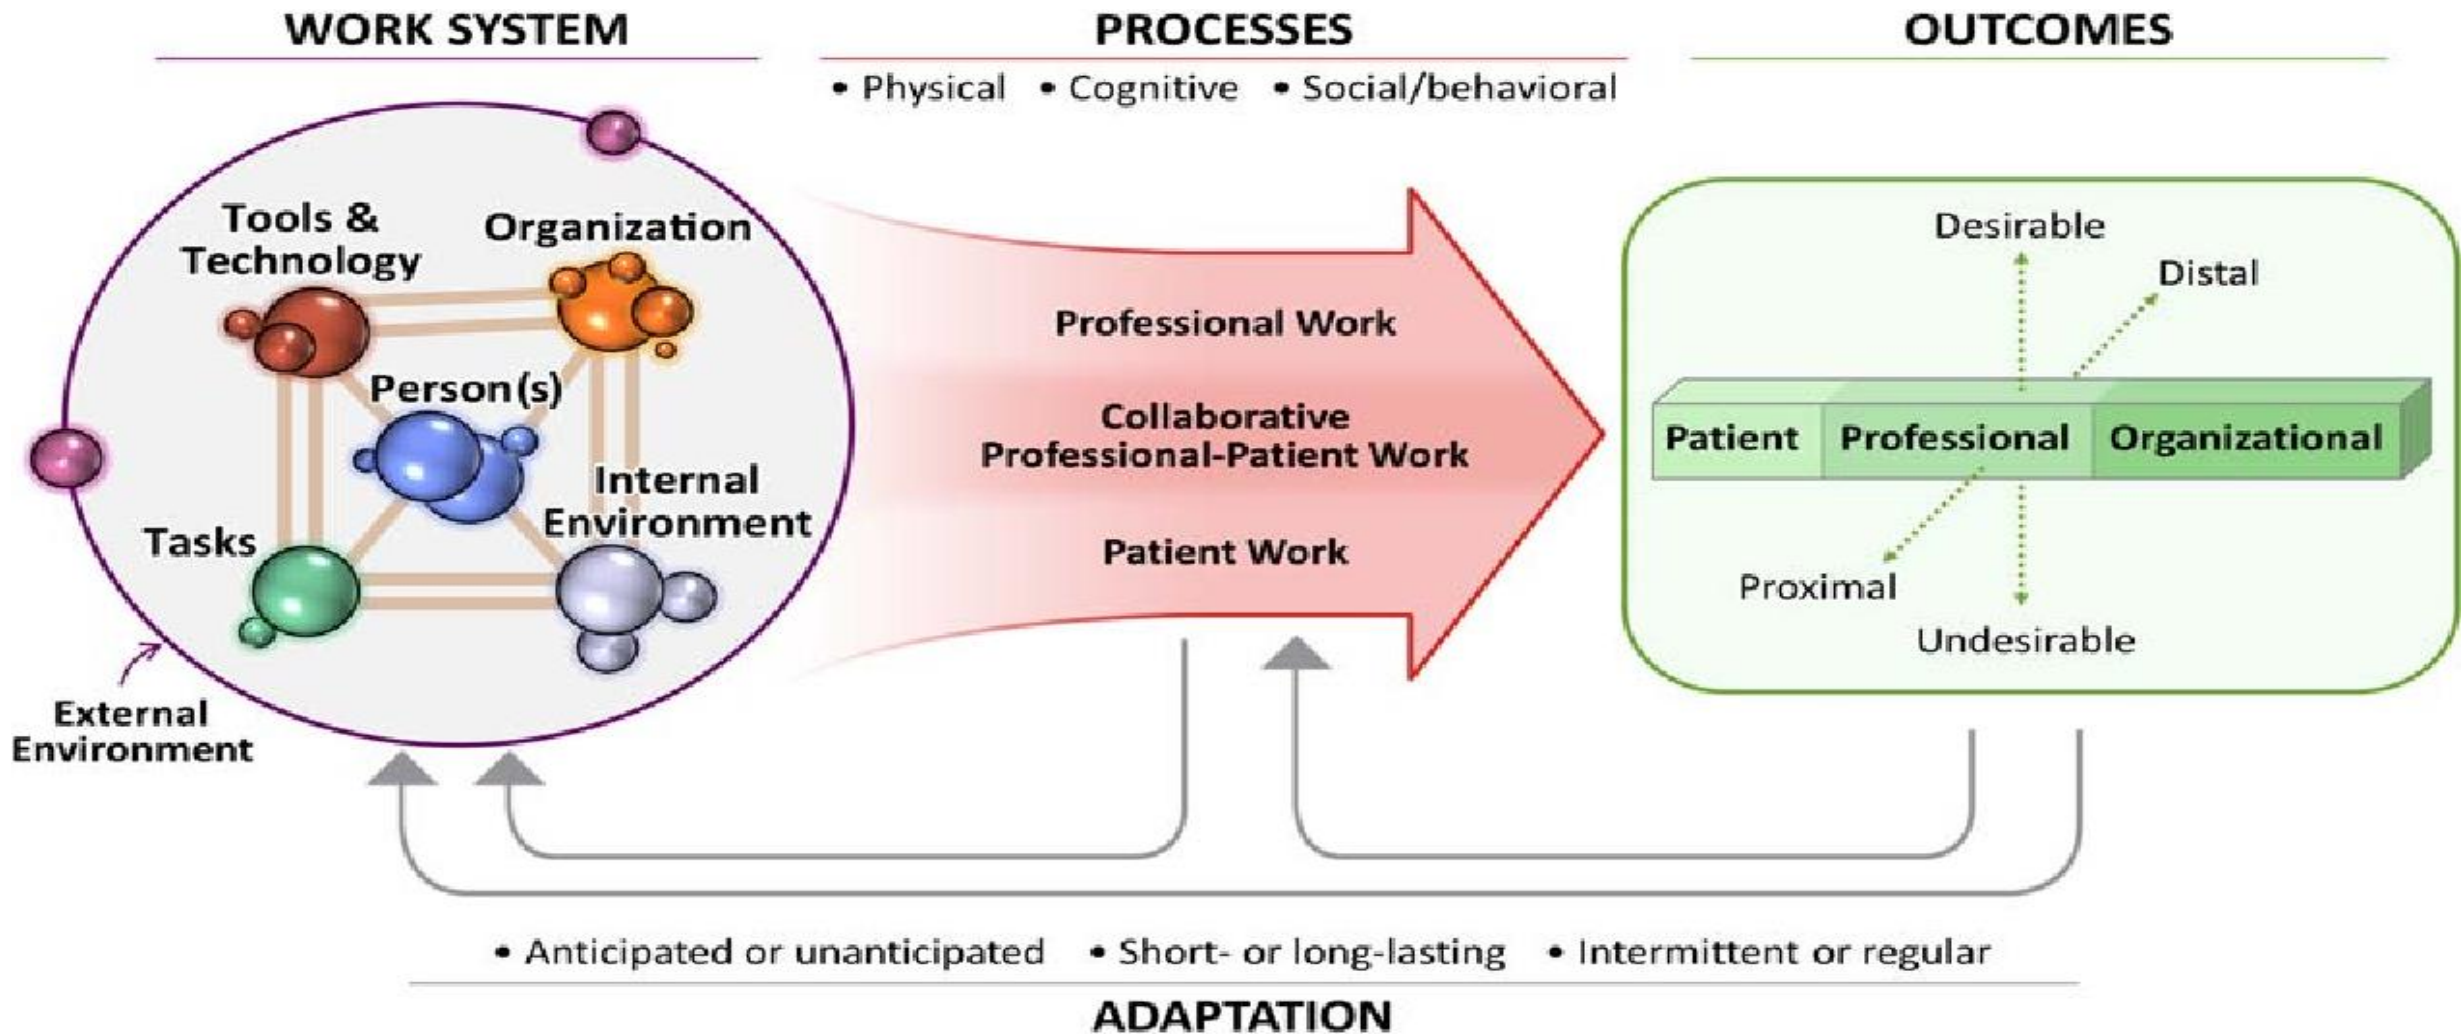 WORK SYSTEM
PROCESSES
OUTCOMES
• Physical • Cognitive • Social/behavioral
Tools &
Technology
Organization
Person(s)
Internal
Environment
Tasks
External
Environment
Professional Work
Collaborative
Professional-Patient Work
Patient Work
Desirable
Distal
Patient Professional Organizational
Proximal
Undesirable
• Anticipated or unanticipated • Short- or long-lasting • Intermittent or regular
ADAPTATION